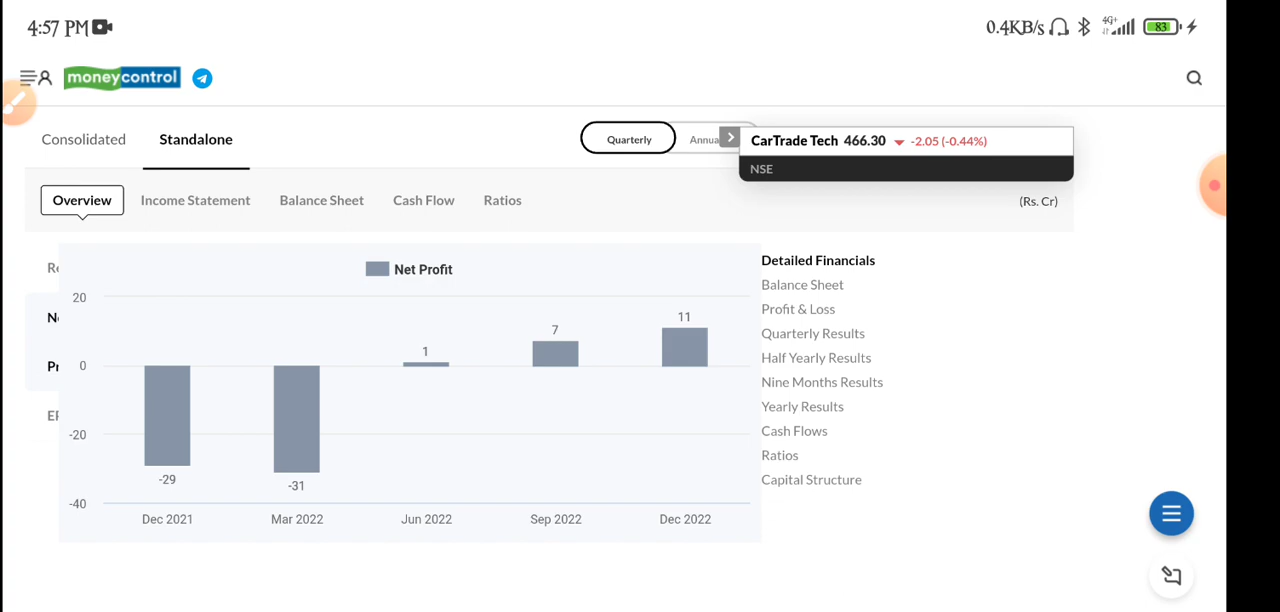 4:57 PM
0.4KB/s 4G+ 83
moneycontrol
Consolidated Standalone
Quarterly Annua
CarTrade Tech 466.30 -2.05 (-0.44%)
NSE
Overview Income Statement Balance Sheet Cash Flow Ratios (Rs. Cr)
Net Profit
20
0
-20
-40
-29
-31
1
7
11
Dec 2021 Mar 2022 Jun 2022 Sep 2022 Dec 2022
Detailed Financials
Balance Sheet
Profit & Loss
Quarterly Results
Half Yearly Results
Nine Months Results
Yearly Results
Cash Flows
Ratios
Capital Structure